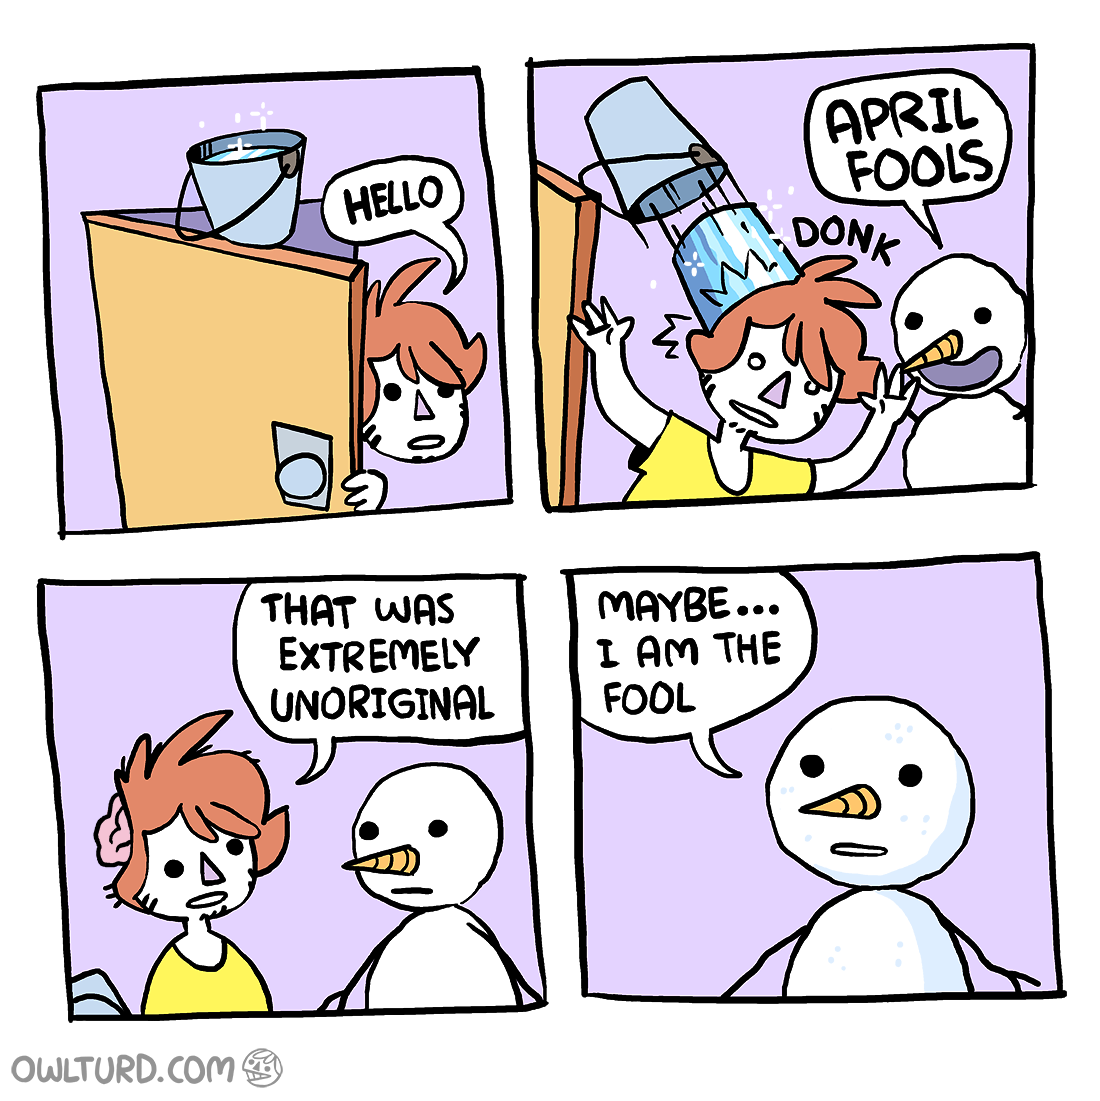 HELLO
APRIL
FOOLS
DONK
THAT WAS
EXTREMELY
UNORIGINAL
MAYBE...
I AM THE
FOOL
OWLTURD.COM